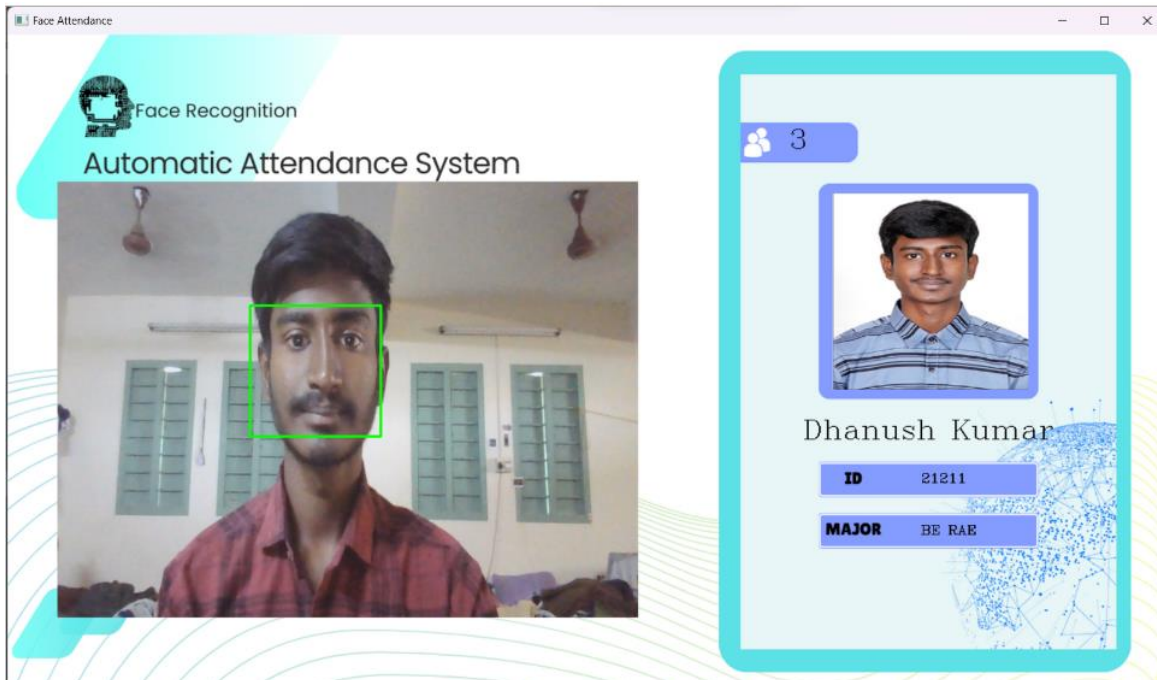 Face Attendance
Face Recognition
Automatic Attendance System
3
Dhanush Kumar
ID 21211
MAJOR BE RAE